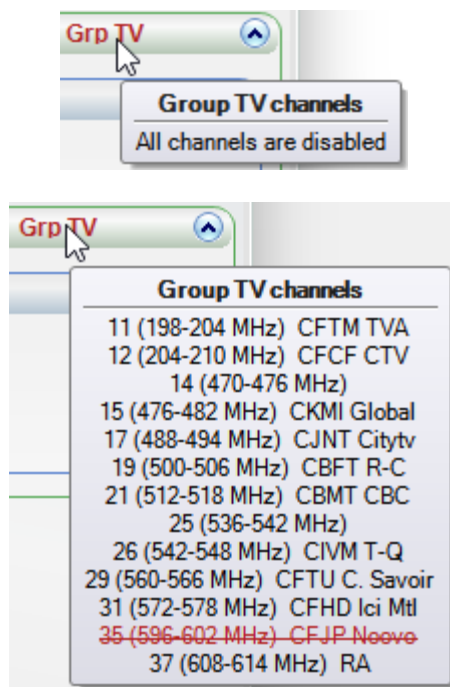 Grp TV
Group TV channels
All channels are disabled
Grp TV
Group TV channels
11 (198-204 MHz) CFTM TVA
12 (204-210 MHz) CFCF CTV
14 (470-476 MHz)
15 (476-482 MHz) CKMI Global
17 (488-494 MHz) CJNT Citytv
19 (500-506 MHz) CBFT R-C
21 (512-518 MHz) CBMT CBC
25 (536-542 MHz)
26 (542-548 MHz) CIVM T-Q
29 (560-566 MHz) CFTU C. Savoir
31 (572-578 MHz) CFHD Ici Mtl
35 (596-602 MHz) CFJP Noovo
37 (608-614 MHz) RA